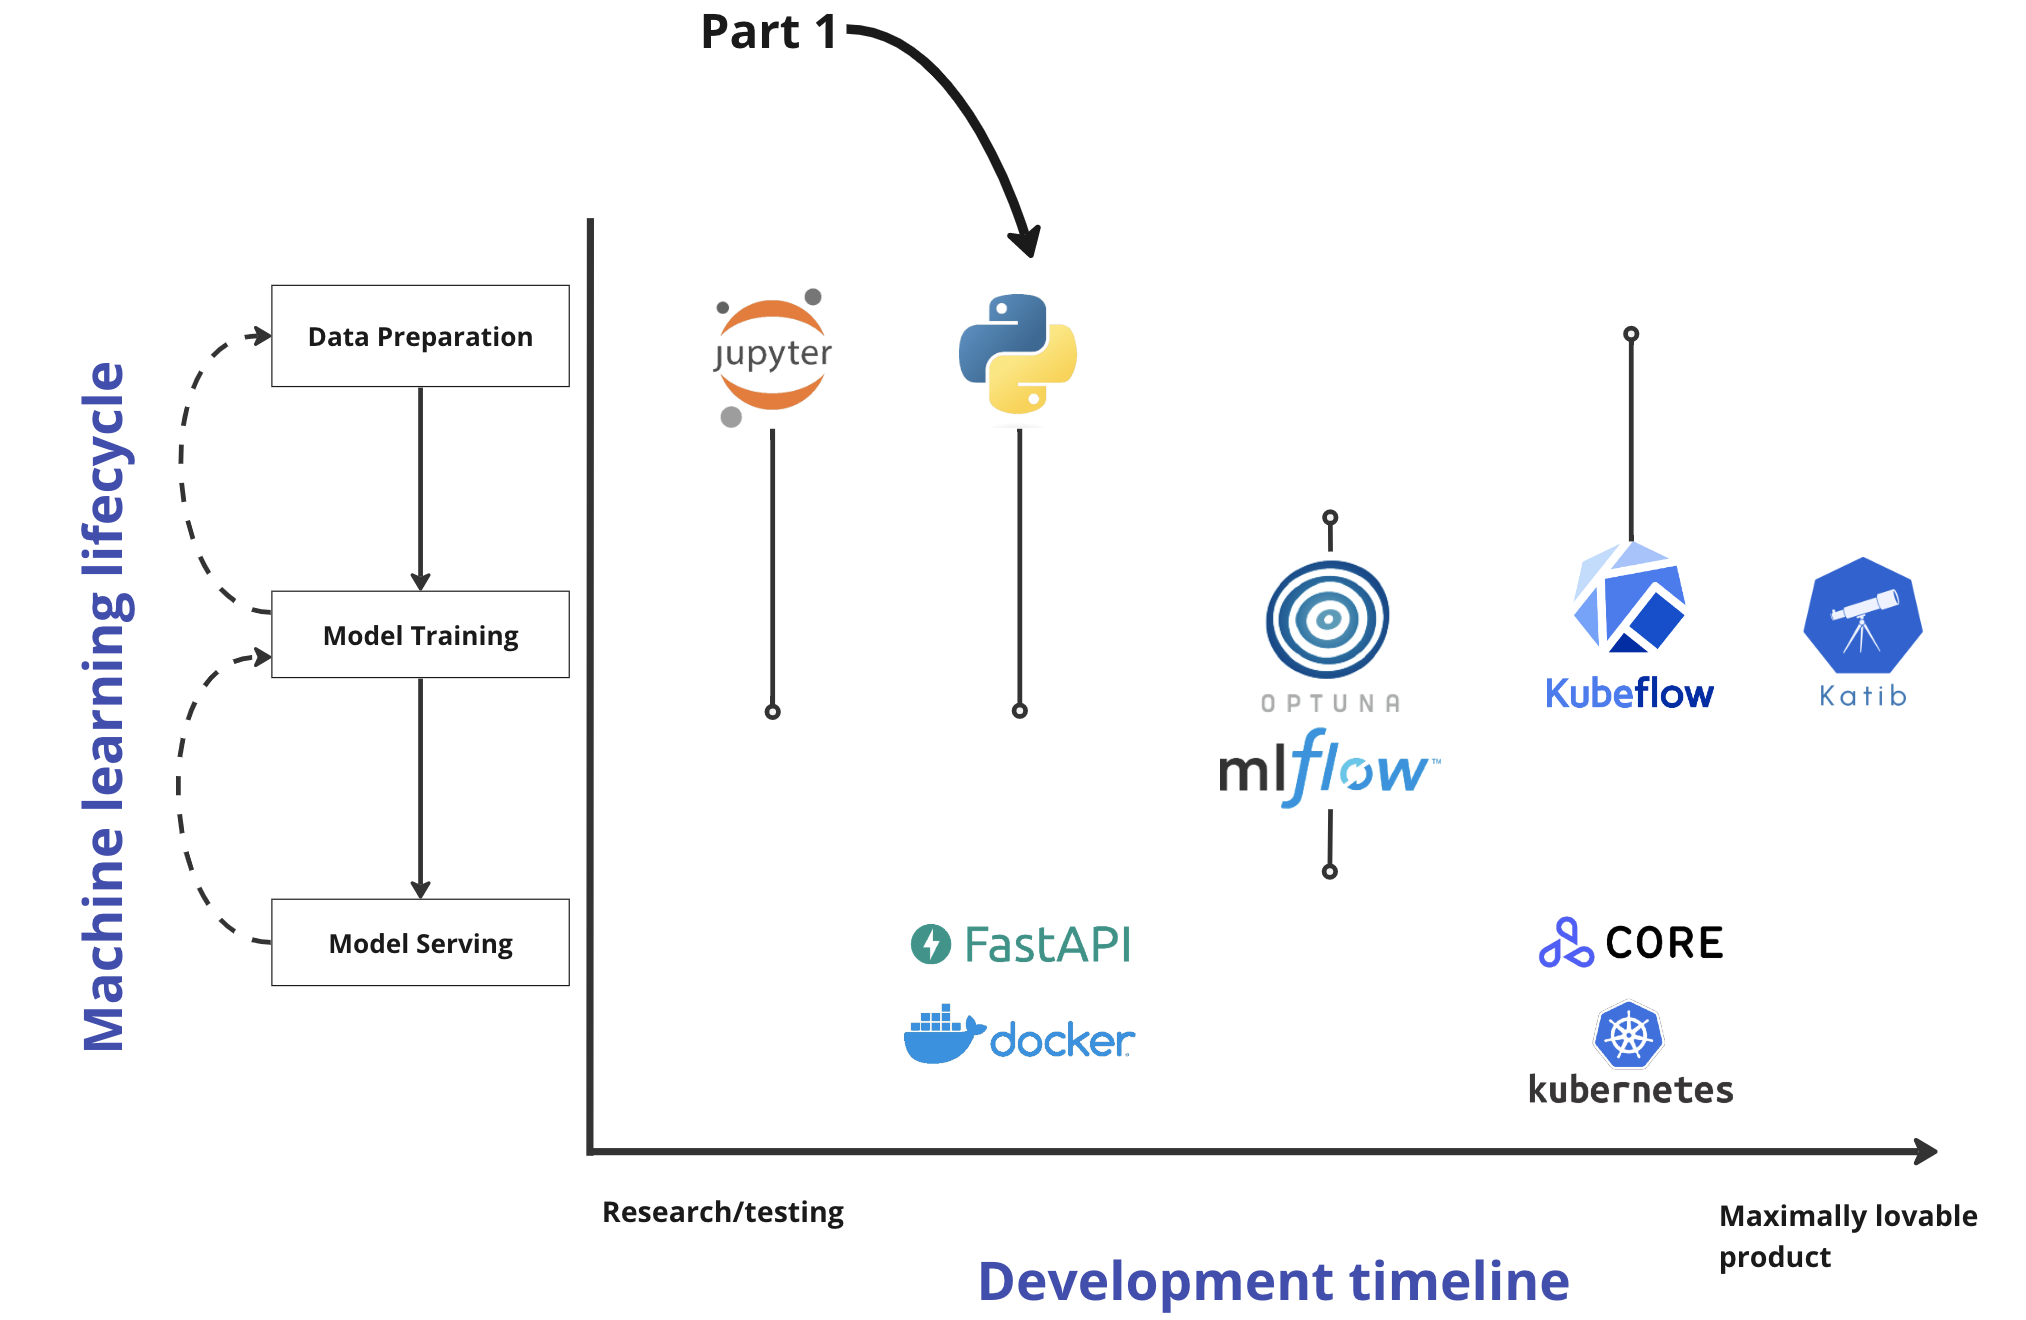 Part 1
Machine learning lifecycle
Data Preparation
Model Training
Model Serving
jupyter
OPTUNA
mlflow™
Kubeflow
Katib
FastAPI
docker
CORE
kubernetes
Research/testing
Maximally lovable
product
Development timeline